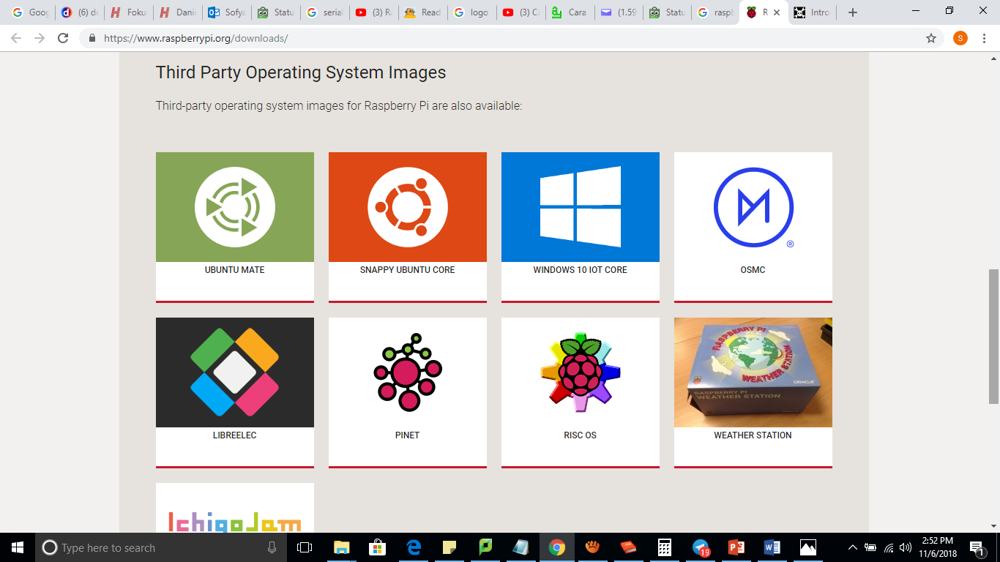 Goog
(6) de
Foku
Danie
Sofya
Statu
serial
(3) Ra
Read
logo
(3) Ca
Cara
(1.59
Statu
raspb
R
Intro
https://www.raspberrypi.org/downloads/
S
Third Party Operating System Images
Third-party operating system images for Raspberry Pi are also available:
UBUNTU MATE
SNAPPY UBUNTU CORE
WINDOWS 10 IOT CORE
®
OSMC
RASPBERRY PI
WEATHER STATION
ORACLE
RASPBERRY PI
WEATHER STATION
LIBREELEC
PINET
RISC OS
WEATHER STATION
IchigoJam
Type here to search
19
2:52 PM
11/6/2018
1